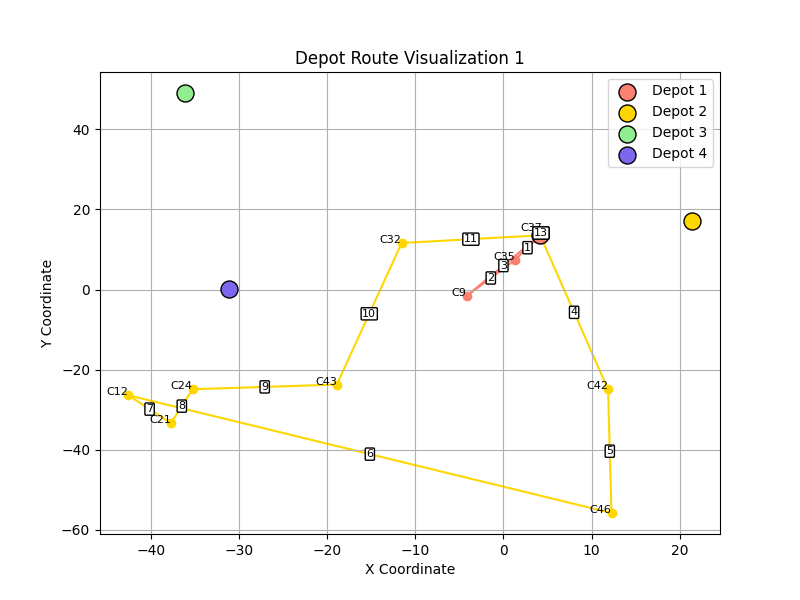 Depot Route Visualization 1
Depot 1
Depot 2
Depot 3
Depot 4
Y Coordinate
40
20
0
−20
−40
−60
C37
13
C32
11
1
C35
3
C9
2
10
4
C12
C24
9
C43
C42
7
8
C21
6
5
C46
−40
−30
−20
−10
0
10
20
X Coordinate